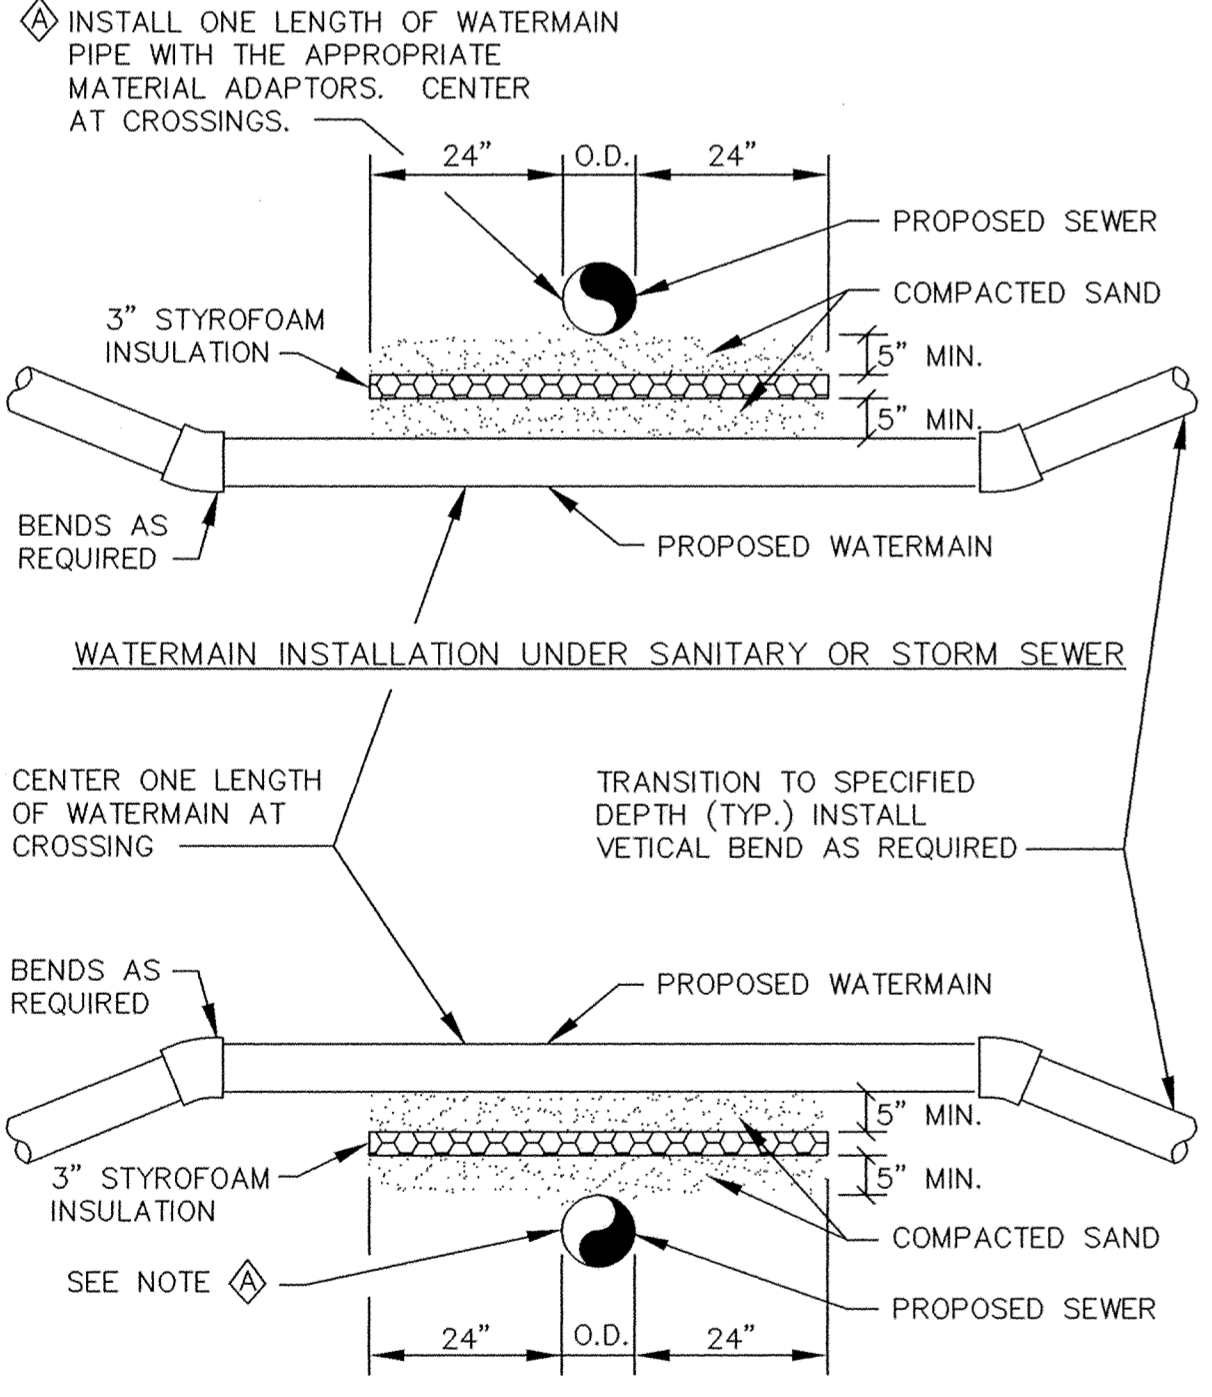 A INSTALL ONE LENGTH OF WATERMAIN
PIPE WITH THE APPROPRIATE
MATERIAL ADAPTORS. CENTER
AT CROSSINGS.
24" O.D. 24"
PROPOSED SEWER
COMPACTED SAND
3" STYROFOAM
INSULATION
5" MIN.
5" MIN.
BENDS AS
REQUIRED
PROPOSED WATERMAIN
WATERMAIN INSTALLATION UNDER SANITARY OR STORM SEWER
CENTER ONE LENGTH
OF WATERMAIN AT
CROSSING
TRANSITION TO SPECIFIED
DEPTH (TYP.) INSTALL
VETICAL BEND AS REQUIRED
BENDS AS
REQUIRED
PROPOSED WATERMAIN
5" MIN.
5" MIN.
3" STYROFOAM
INSULATION
COMPACTED SAND
SEE NOTE A
PROPOSED SEWER
24" O.D. 24"